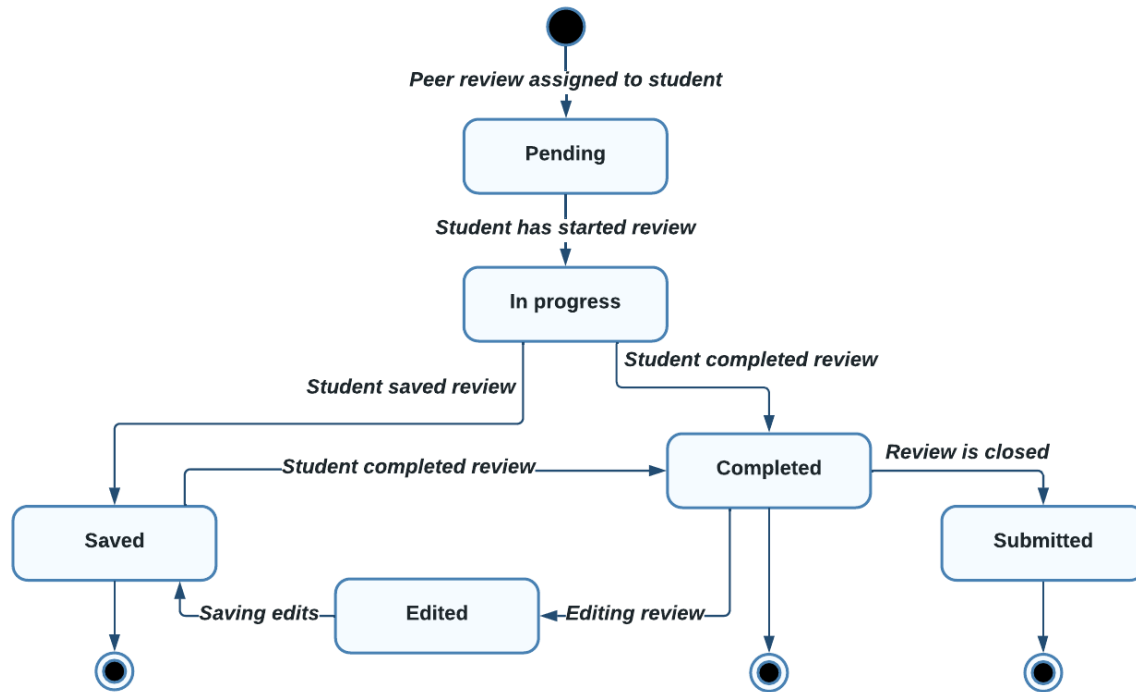 Peer review assigned to student
Pending
Student has started review
In progress
Student completed review
Student saved review
Review is closed
Student completed review
Completed
Saved
Submitted
Saving edits
Edited
Editing review